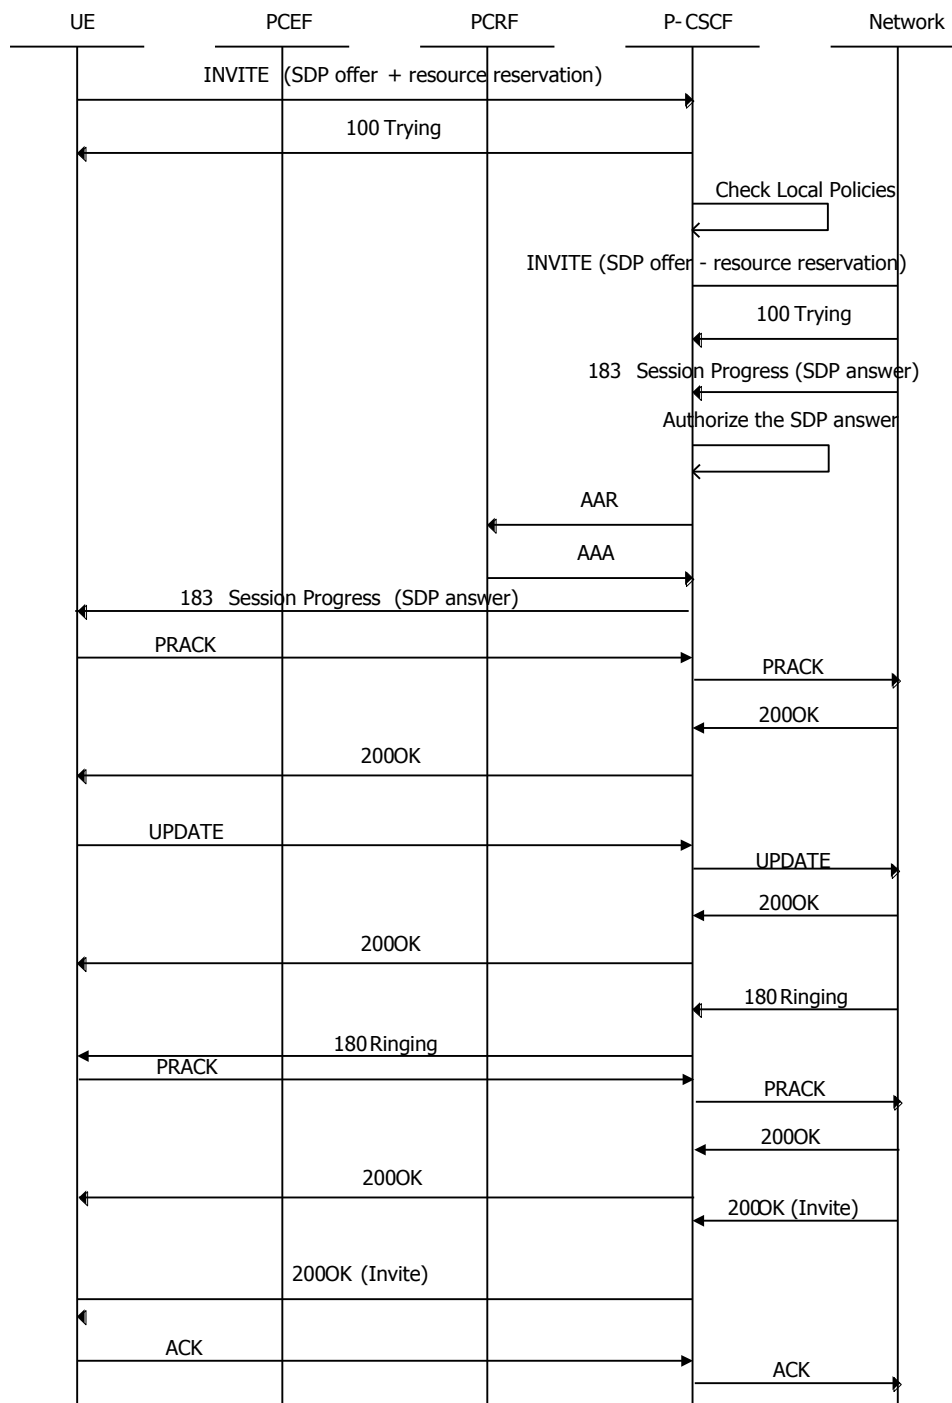 UE PCEF PCRF P-CSCF Network
INVITE (SDP offer + resource reservation)
100 Trying
Check Local Policies
INVITE (SDP offer - resource reservation)
100 Trying
183 Session Progress (SDP answer)
Authorize the SDP answer
AAR
AAA
183 Session Progress (SDP answer)
PRACK
PRACK
200OK
200OK
UPDATE
UPDATE
200OK
200OK
180 Ringing
180 Ringing
PRACK
PRACK
200OK
200OK
200OK (Invite)
200OK (Invite)
ACK
ACK